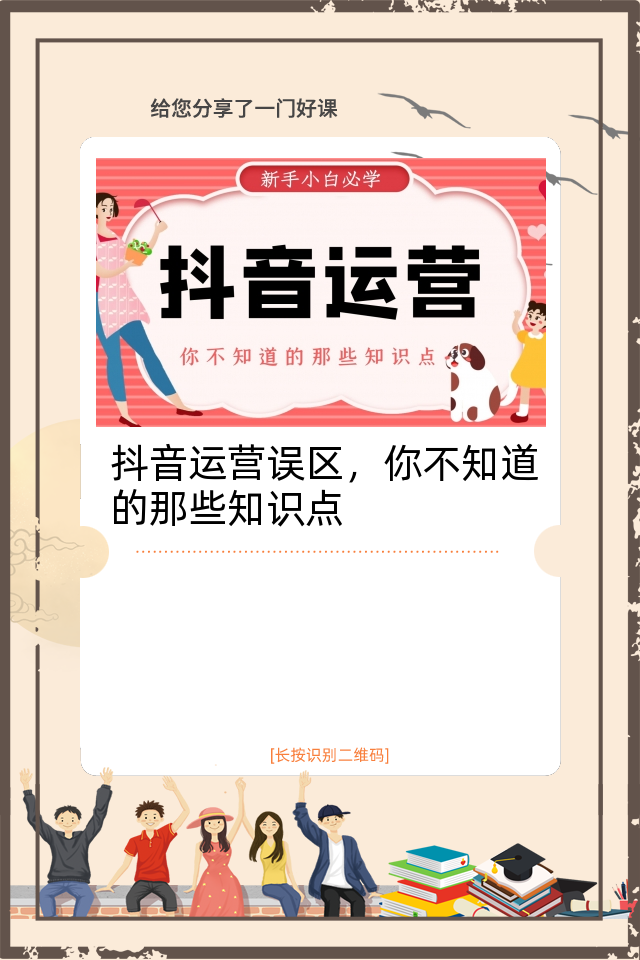 给您分享了一门好课
新手小白必学
抖音运营
你不知道的那些知识点
抖音运营误区，你不知道
的那些知识点
[长按识别二维码]